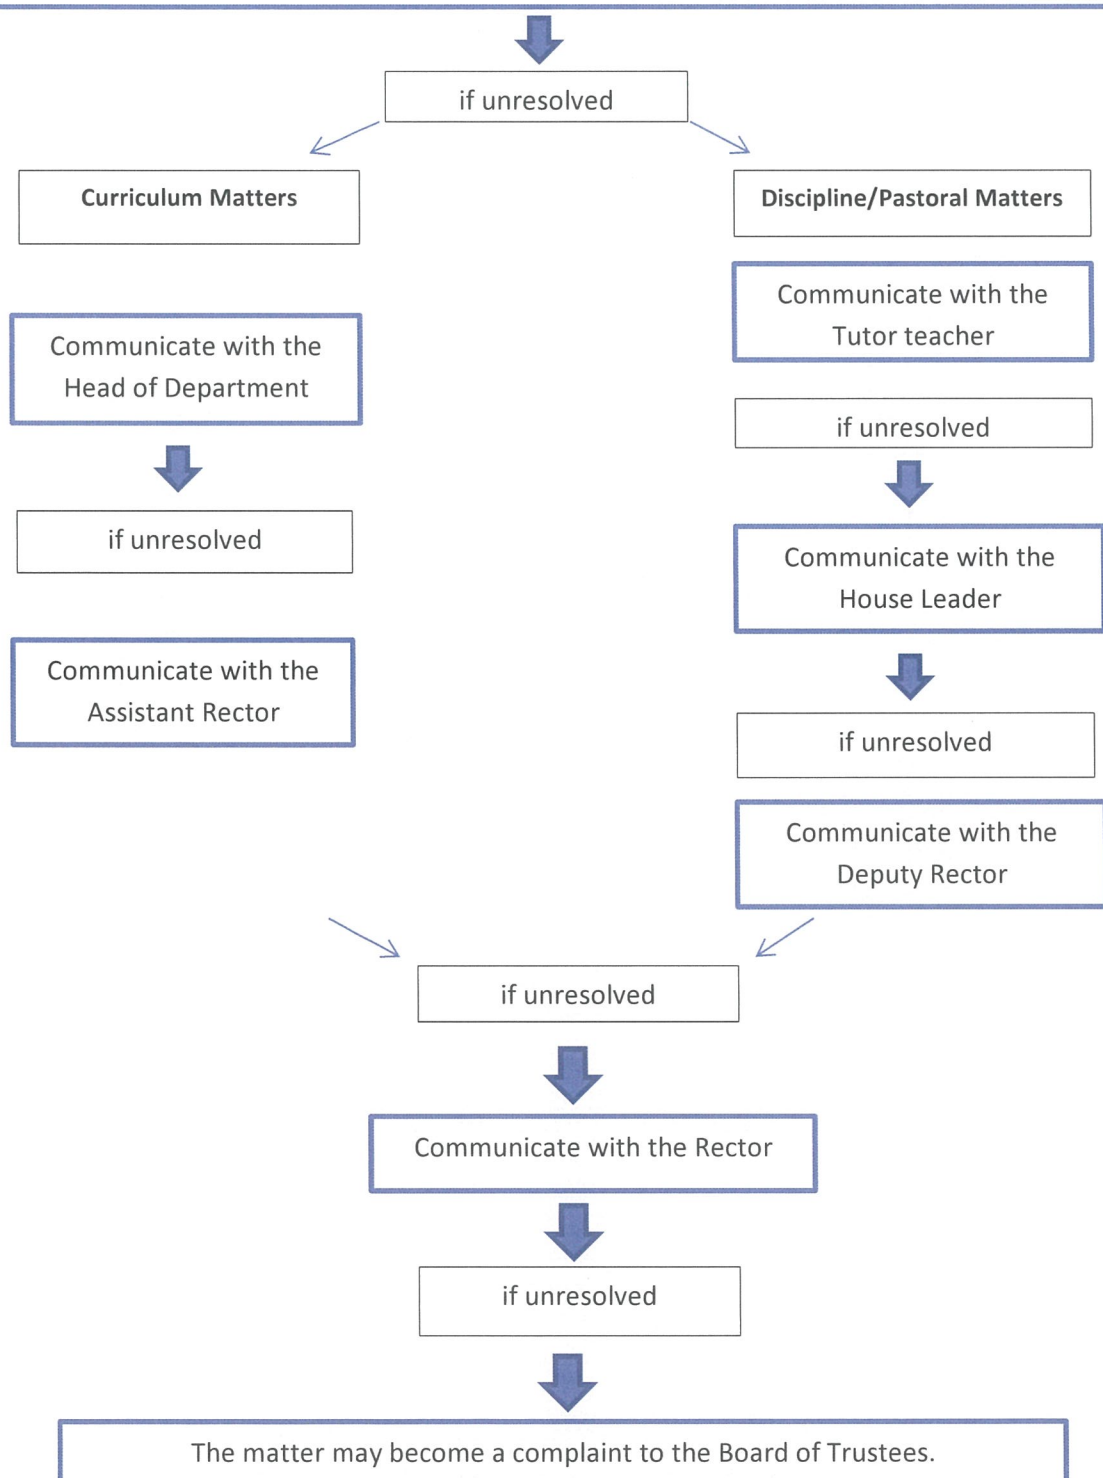 if unresolved
Curriculum Matters
Communicate with the
Head of Department
if unresolved
Communicate with the
Assistant Rector
Discipline/Pastoral Matters
Communicate with the
Tutor teacher
if unresolved
Communicate with the
House Leader
if unresolved
Communicate with the
Deputy Rector
if unresolved
Communicate with the Rector
if unresolved
The matter may become a complaint to the Board of Trustees.